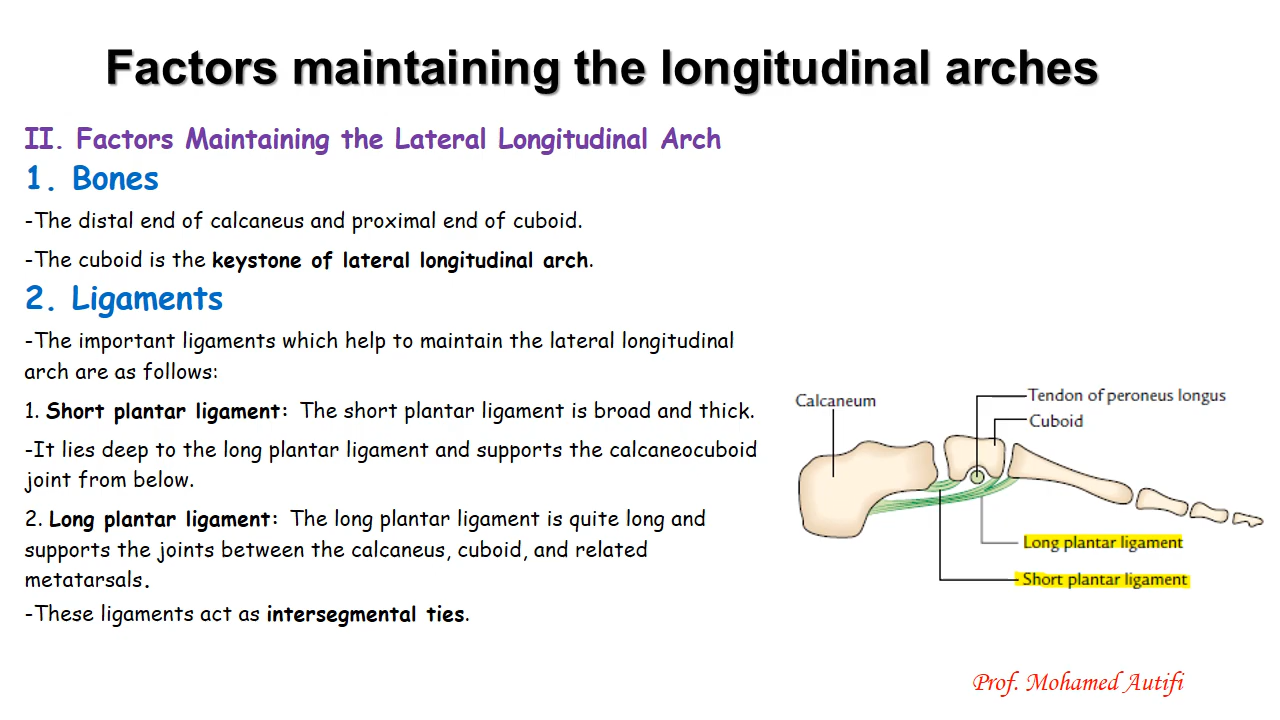 Factors maintaining the longitudinal arches
II. Factors Maintaining the Lateral Longitudinal Arch
1. Bones
-The distal end of calcaneus and proximal end of cuboid.
-The cuboid is the keystone of lateral longitudinal arch.
2. Ligaments
-The important ligaments which help to maintain the lateral longitudinal
arch are as follows:
1. Short plantar ligament: The short plantar ligament is broad and thick.
-It lies deep to the long plantar ligament and supports the calcaneocuboid
joint from below.
2. Long plantar ligament: The long plantar ligament is quite long and
supports the joints between the calcaneus, cuboid, and related
metatarsals.
-These ligaments act as intersegmental ties.
Calcaneum
Tendon of peroneus longus
Cuboid
Long plantar ligament
Short plantar ligament
Prof. Mohamed Autifi